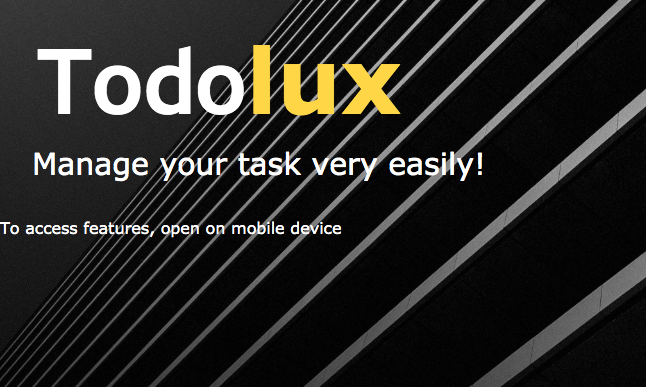 Todolux
Manage your task very easily!
To access features, open on mobile device